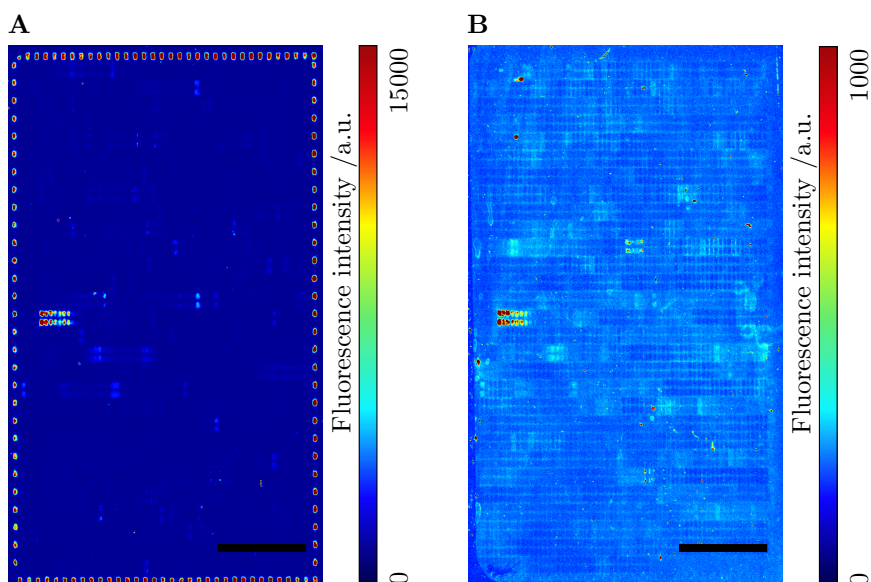 A
15000
Fluorescence intensity /a.u.
0
B
1000
Fluorescence intensity /a.u.
0